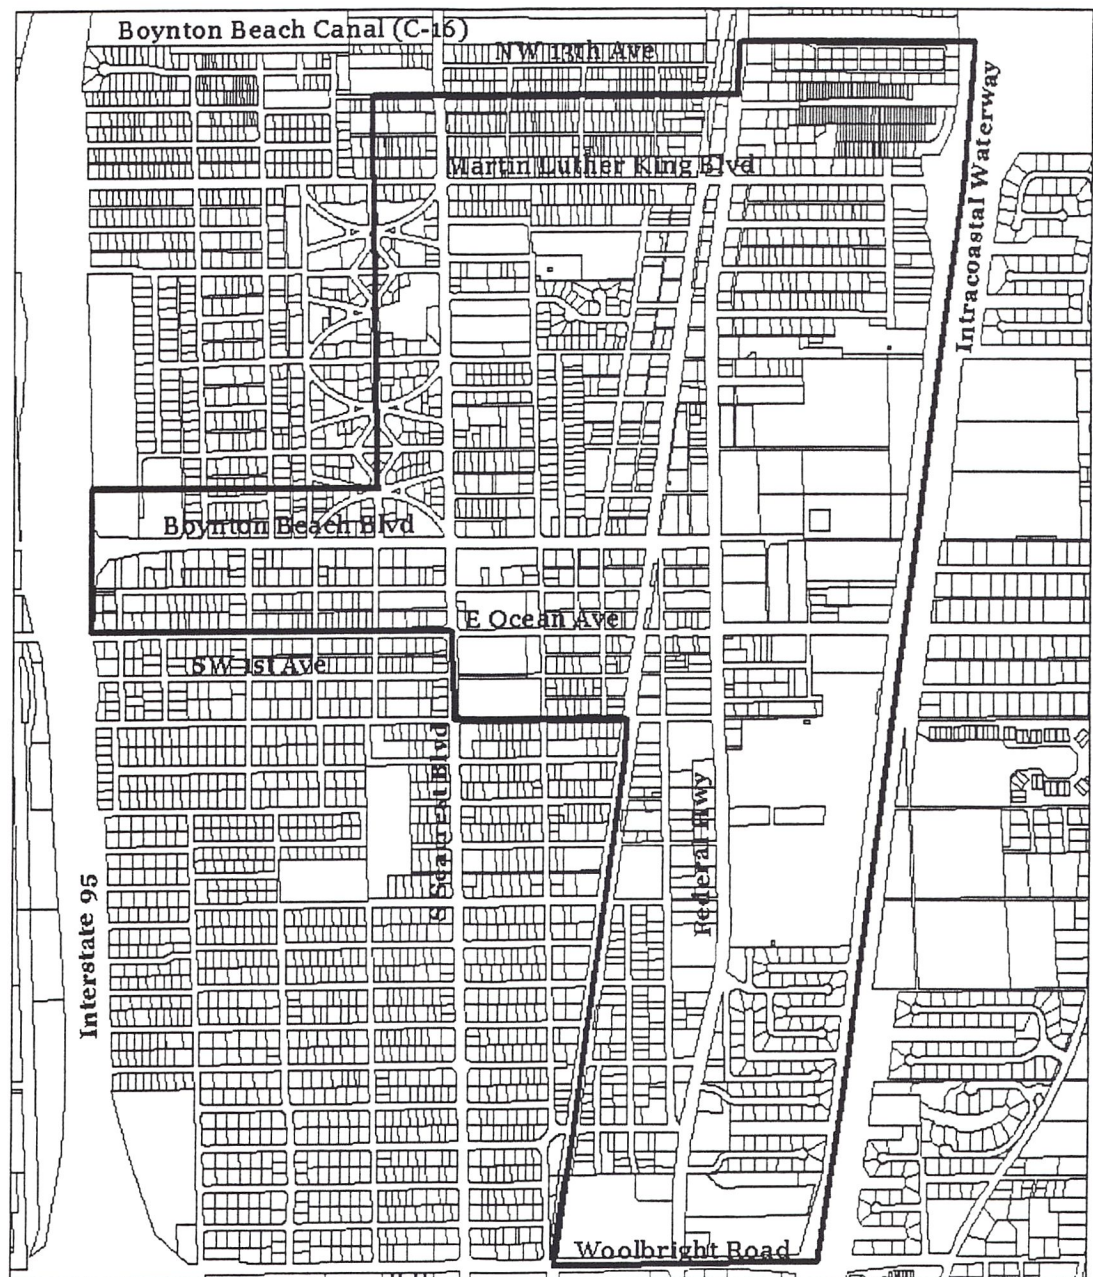 Boynton Beach Canal (C-16)
NW 13th Ave
Intracoastal Waterway
Martin Luther King Blvd
Boynton Beach Blvd
E Ocean Ave
SW 1st Ave
S Seacrest Blvd
Federal Hwy
Interstate 95
Woolbright Road